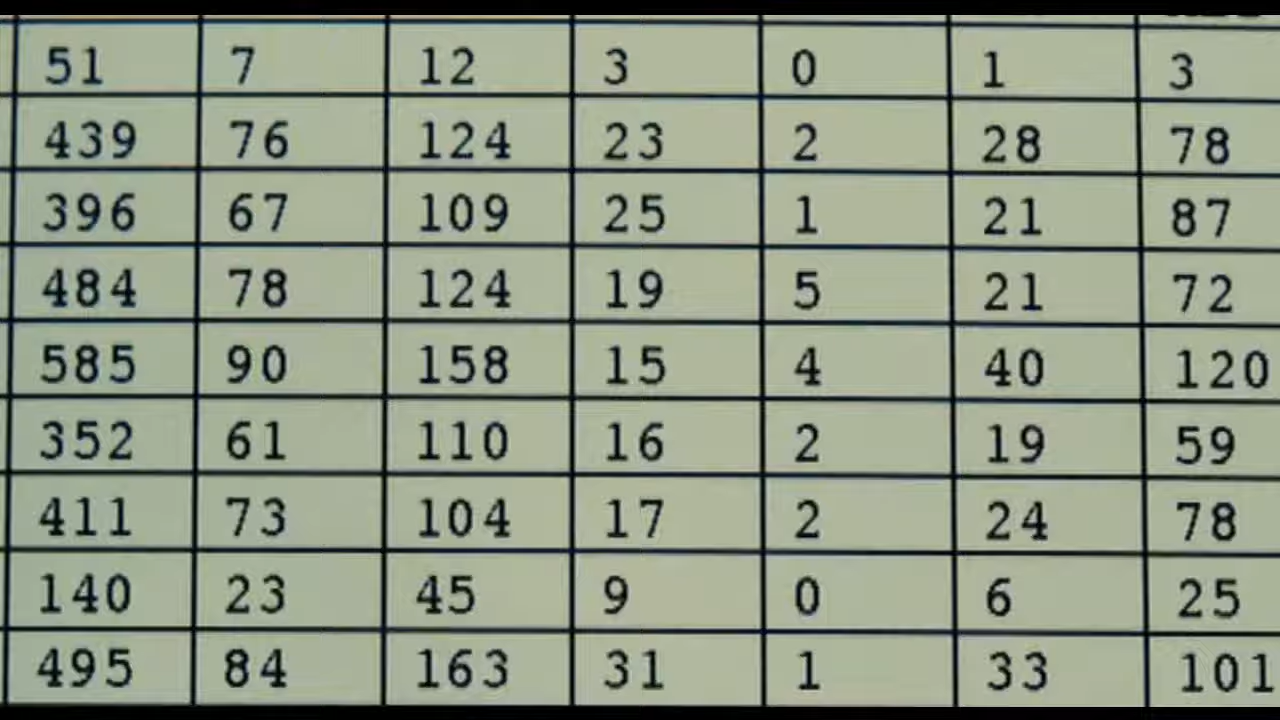 51 7 12 3 0 1 3
439 76 124 23 2 28 78
396 67 109 25 1 21 87
484 78 124 19 5 21 72
585 90 158 15 4 40 120
352 61 110 16 2 19 59
411 73 104 17 2 24 78
140 23 45 9 0 6 25
495 84 163 31 1 33 101